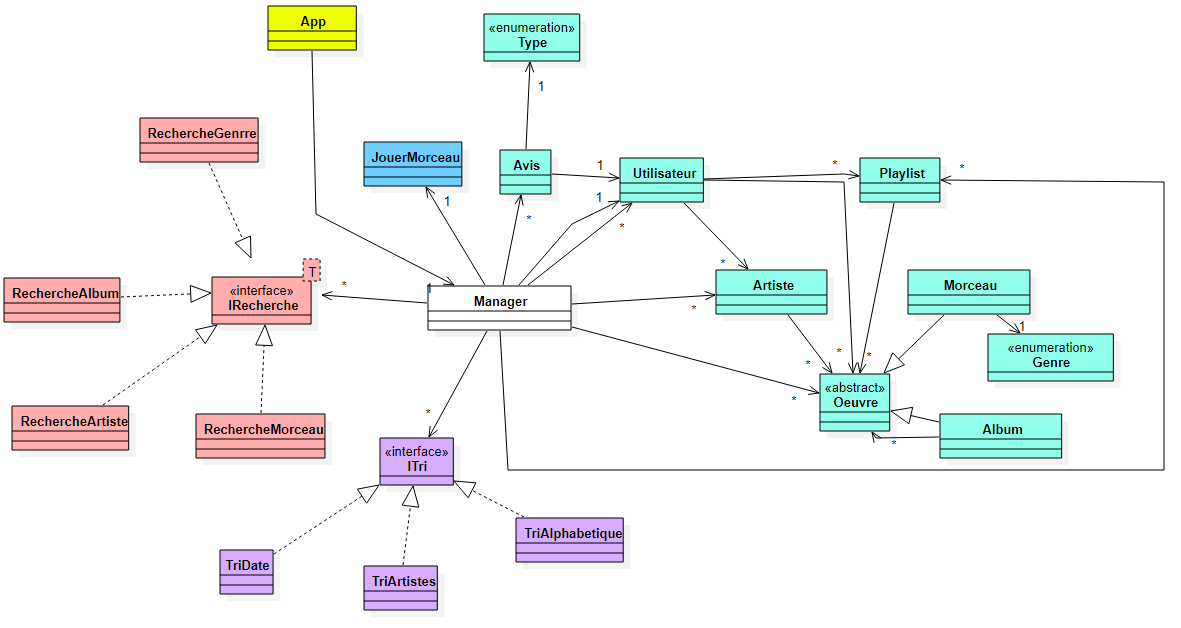 App
«enumeration»
Type
1
RechercheGenrre
JouerMorceau
1
Avis
1
Utilisateur
*
Playlist
*
1
*
*
T
«interface»
IRecherche
*
RechercheAlbum
1
Manager
*
Artiste
*
Morceau
1
«enumeration»
Genre
*
*
*
*
«abstract»
Oeuvre
RechercheArtiste
RechercheMorceau
*
Album
*
«interface»
ITri
TriAlphabetique
TriDate
TriArtistes